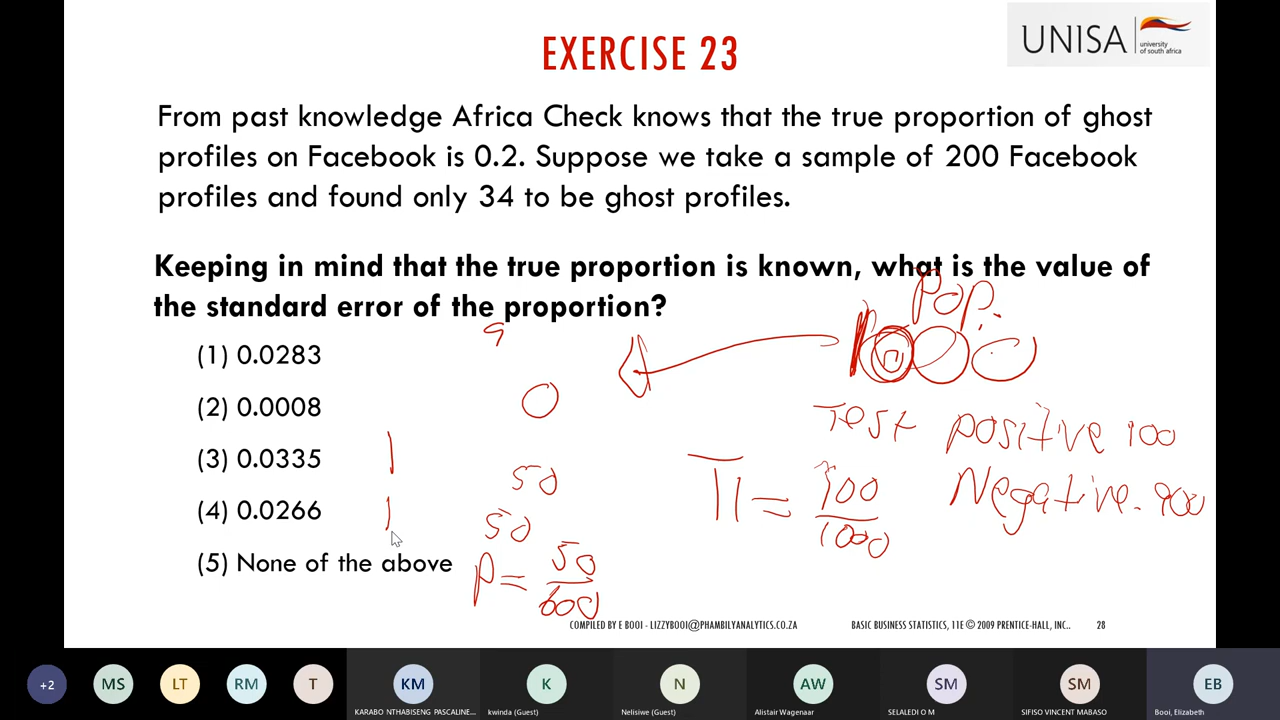 EXERCISE 23
UNISA
university
of south africa
From past knowledge Africa Check knows that the true proportion of ghost
profiles on Facebook is 0.2. Suppose we take a sample of 200 Facebook
profiles and found only 34 to be ghost profiles.
Keeping in mind that the true proportion is known, what is the value of
the standard error of the proportion?
Pop.
(1) 0.0283
(2) 0.0008
(3) 0.0335
(4) 0.0266
(5) None of the above
1
1
0
50
50
P = 50
600
Test positive 100
Negative. 900
π = 100
1000
COMPILED BY E BOOI - LIZZYBOOI@PHAMBILYANALYTICS.CO.ZA
BASIC BUSINESS STATISTICS, 11E © 2009 PRENTICE-HALL, INC..
28
+2
MS
LT
RM
T
KM
KARABO NTHABISENG PASCALINE...
K
kwinda (Guest)
N
Nelisiwe (Guest)
AW
Alistair Wagenaar
SM
SELALEDI O M
SM
SIFISO VINCENT MABASO
EB
Booi, Elizabeth